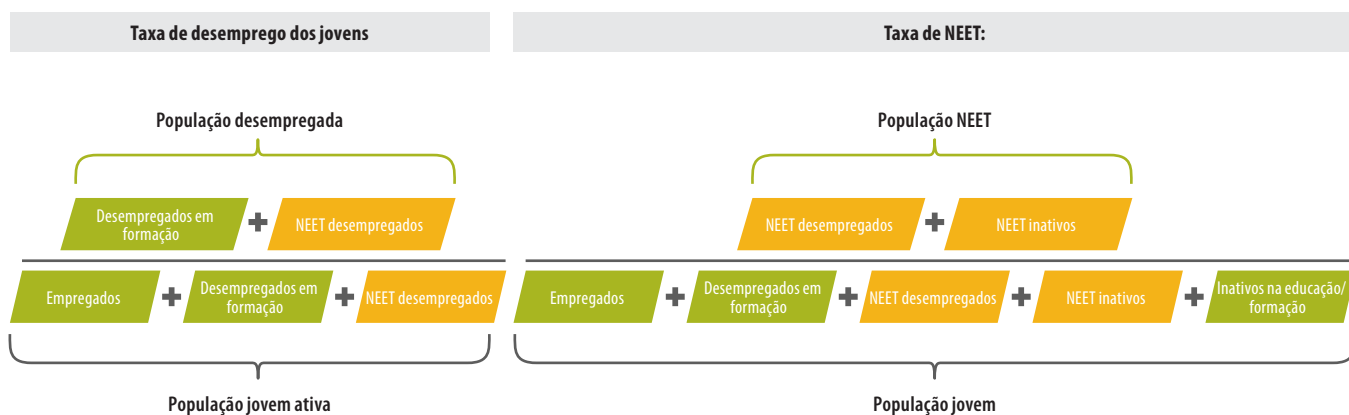 Taxa de desemprego dos jovens
População desempregada
Desempregados em
formação
+
NEET desempregados
Empregados
+
Desempregados em
formação
+
NEET desempregados
População jovem ativa
Taxa de NEET:
População NEET
NEET desempregados
+
NEET inativos
Empregados
+
Desempregados em
formação
+
NEET desempregados
+
NEET inativos
+
Inativos na educação/
formação
População jovem